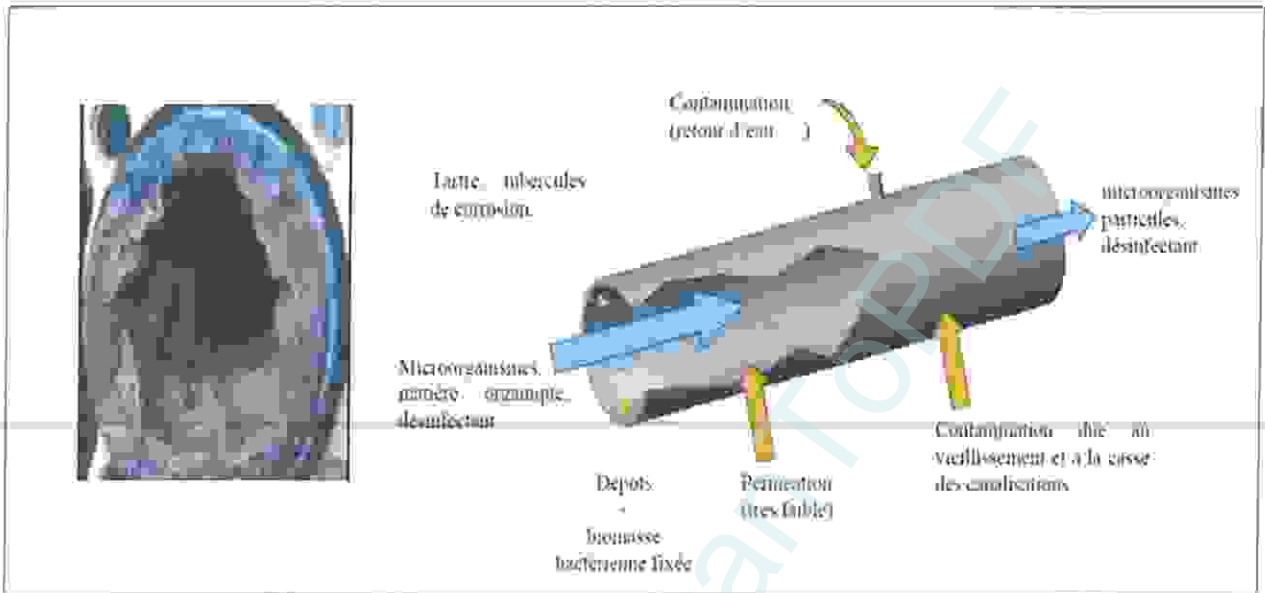 Contamination
(retour d'eau )
Tartre, tubercules
de corrosion,
microorganismes
particules,
désinfectant
Microorganismes,
matière organique,
désinfectant
Contamination due au
vieillissement et à la casse
des canalisations
Dépôts
biomasse
bactérienne fixée
Perméation
(très faible)